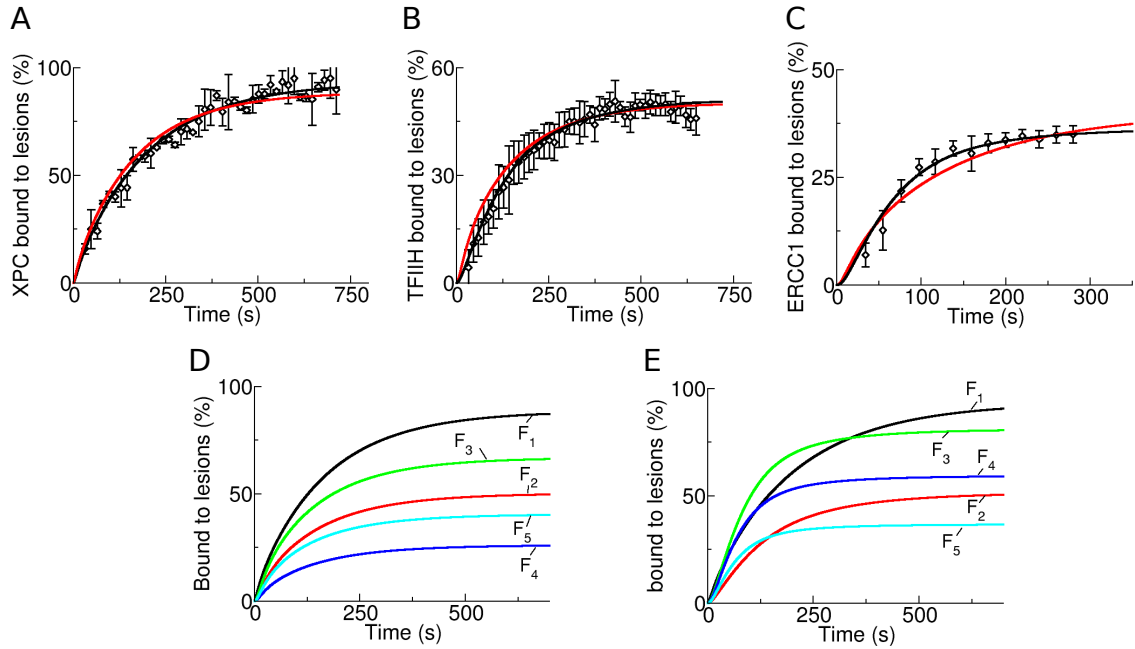 A
XPC bound to lesions (%)
100
50
0
0
250
500
750
Time (s)
B
TFIIH bound to lesions (%)
60
30
0
0
250
500
750
Time (s)
C
ERCC1 bound to lesions (%)
50
25
0
0
100
200
300
Time (s)
D
Bound to lesions (%)
100
50
0
0
250
500
Time (s)
F1
F3
F2
F5
F4
E
bound to lesions (%)
100
50
0
0
250
500
Time (s)
F1
F3
F4
F2
F5